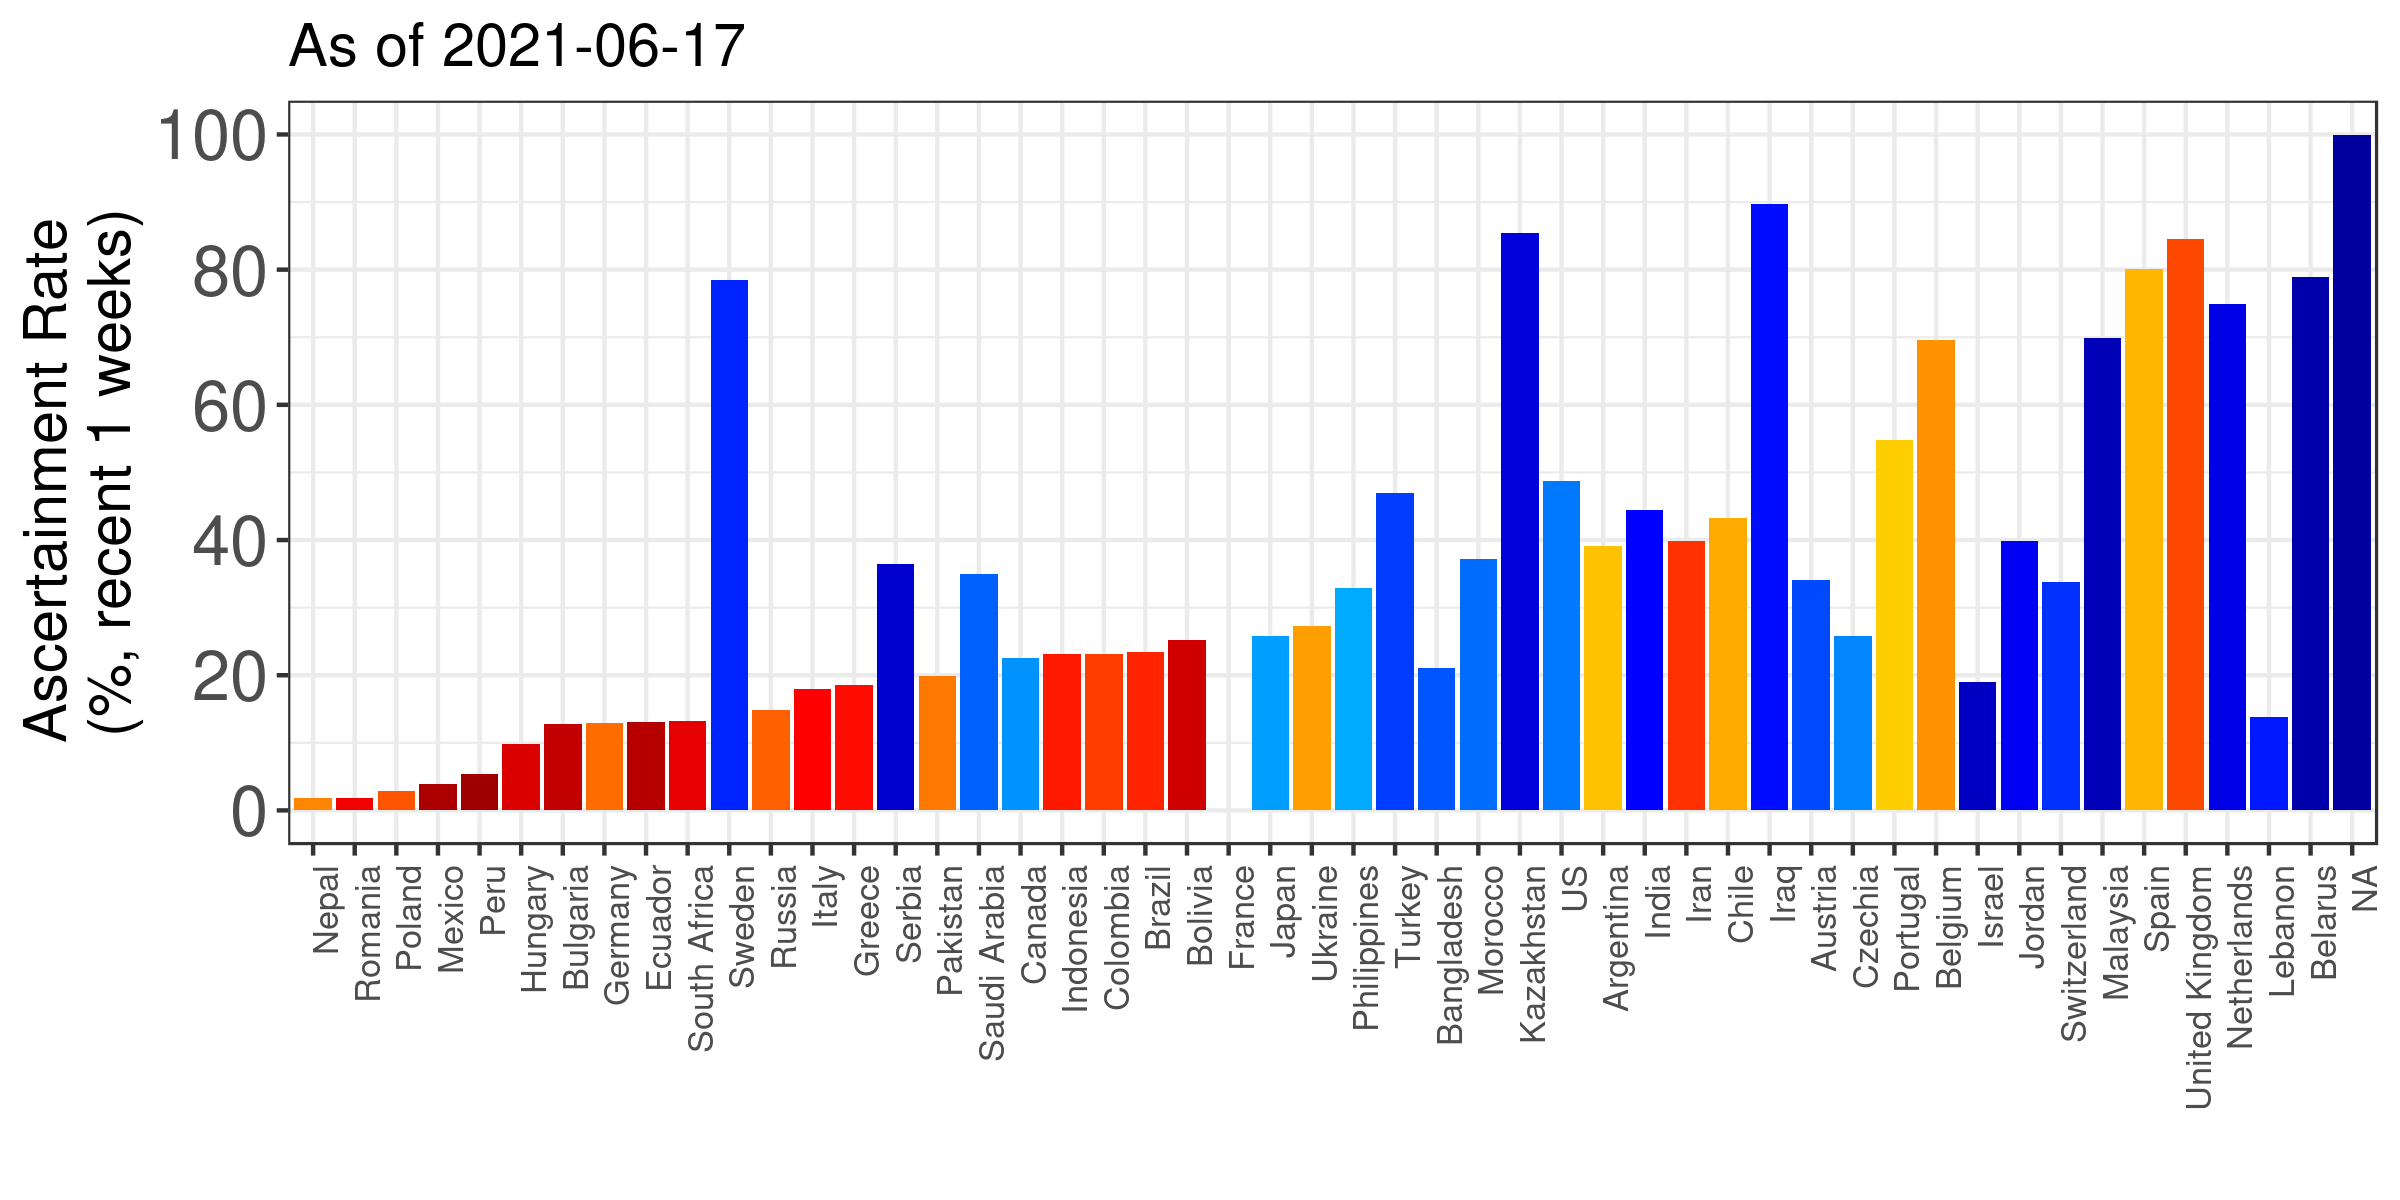 As of 2021-06-17
Ascertainment Rate
(%, recent 1 weeks)
100
80
60
40
20
0
Nepal
Romania
Poland
Mexico
Peru
Hungary
Bulgaria
Germany
Ecuador
South Africa
Sweden
Russia
Italy
Greece
Serbia
Pakistan
Saudi Arabia
Canada
Indonesia
Colombia
Brazil
Bolivia
France
Japan
Ukraine
Philippines
Turkey
Bangladesh
Morocco
Kazakhstan
US
Argentina
India
Iran
Chile
Iraq
Austria
Czechia
Portugal
Belgium
Israel
Jordan
Switzerland
Malaysia
Spain
United Kingdom
Netherlands
Lebanon
Belarus
NA